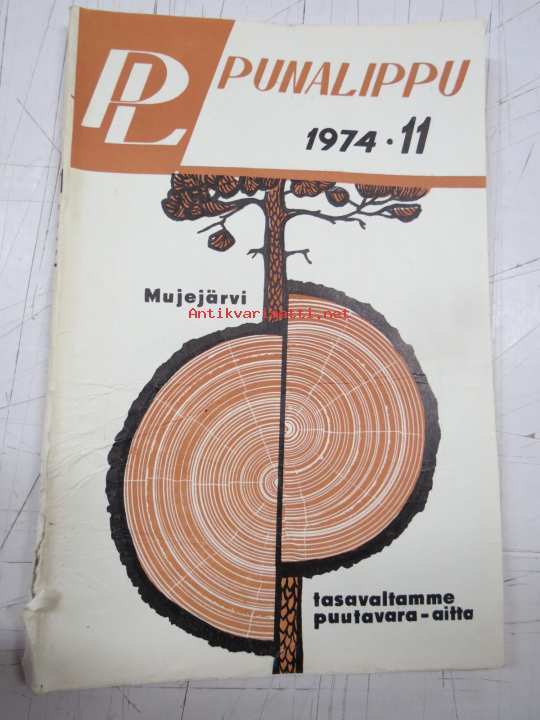 PL PUNALIPPU
1974 · 11
Mujejärvi
Antikvariaatti.net
tasavaltamme
puutavara-aitta